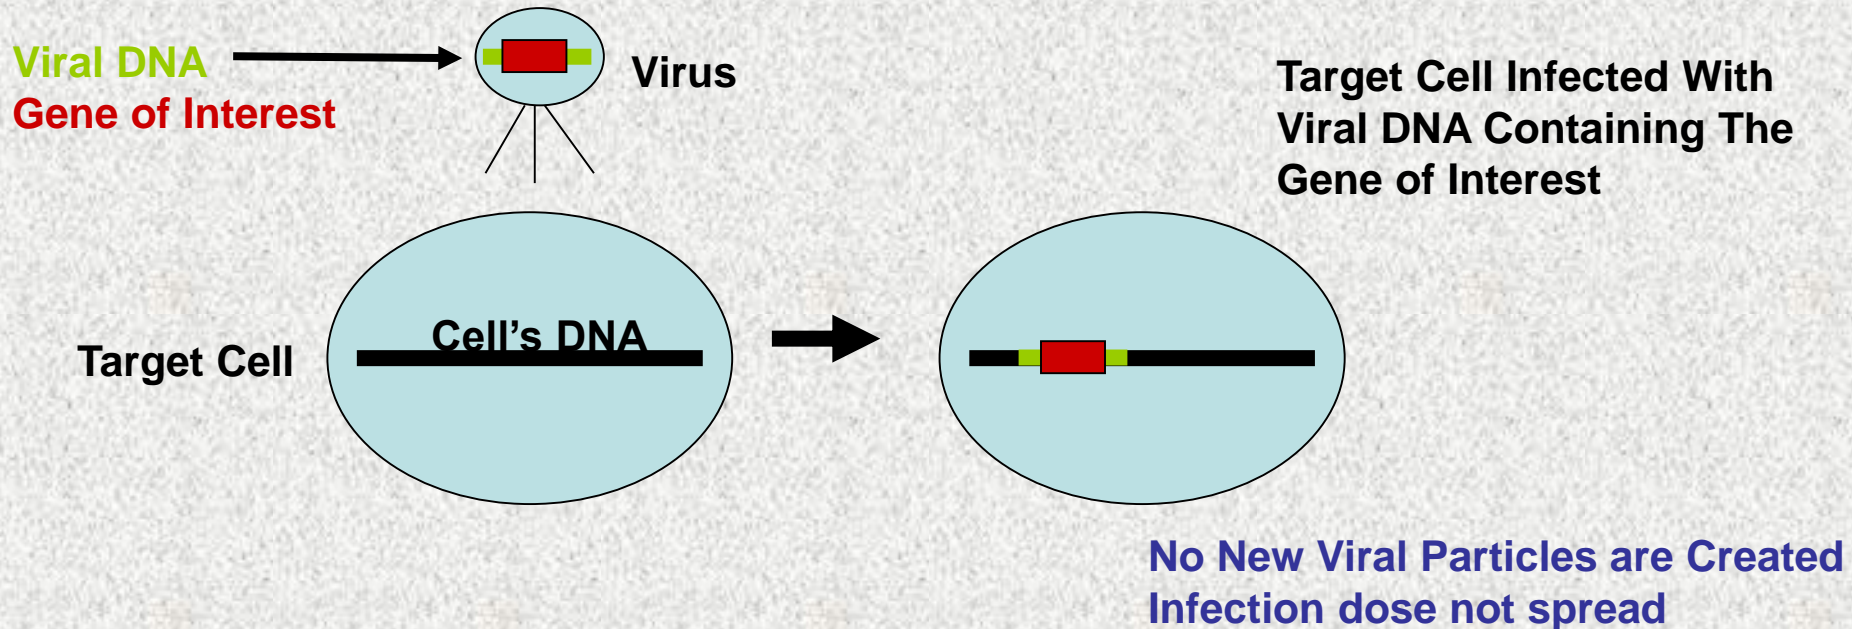 Viral DNA
Gene of Interest
Virus
Target Cell Infected With
Viral DNA Containing The
Gene of Interest
Cell’s DNA
Target Cell
No New Viral Particles are Created
Infection dose not spread